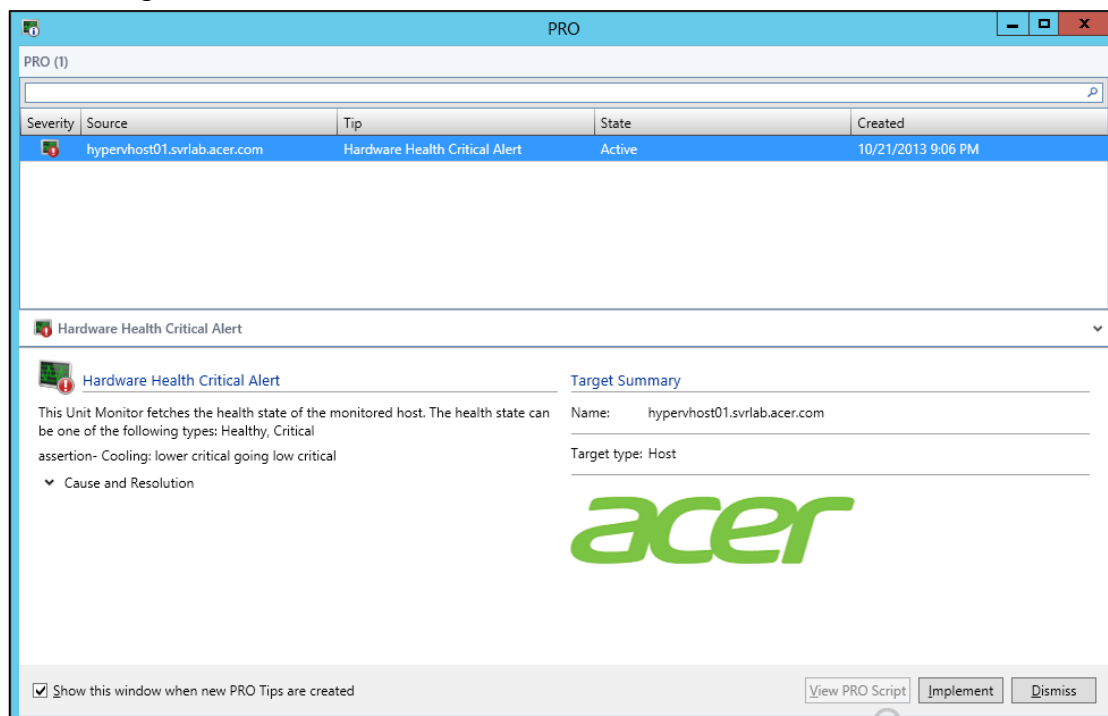 PRO
PRO (1)
Severity Source Tip State Created
hypervhost01.svrlab.acer.com Hardware Health Critical Alert Active 10/21/2013 9:06 PM
Hardware Health Critical Alert
Hardware Health Critical Alert
This Unit Monitor fetches the health state of the monitored host. The health state can
be one of the following types: Healthy, Critical
assertion- Cooling: lower critical going low critical
Cause and Resolution
Target Summary
Name: hypervhost01.svrlab.acer.com
Target type: Host
acer
Show this window when new PRO Tips are created
View PRO Script Implement Dismiss